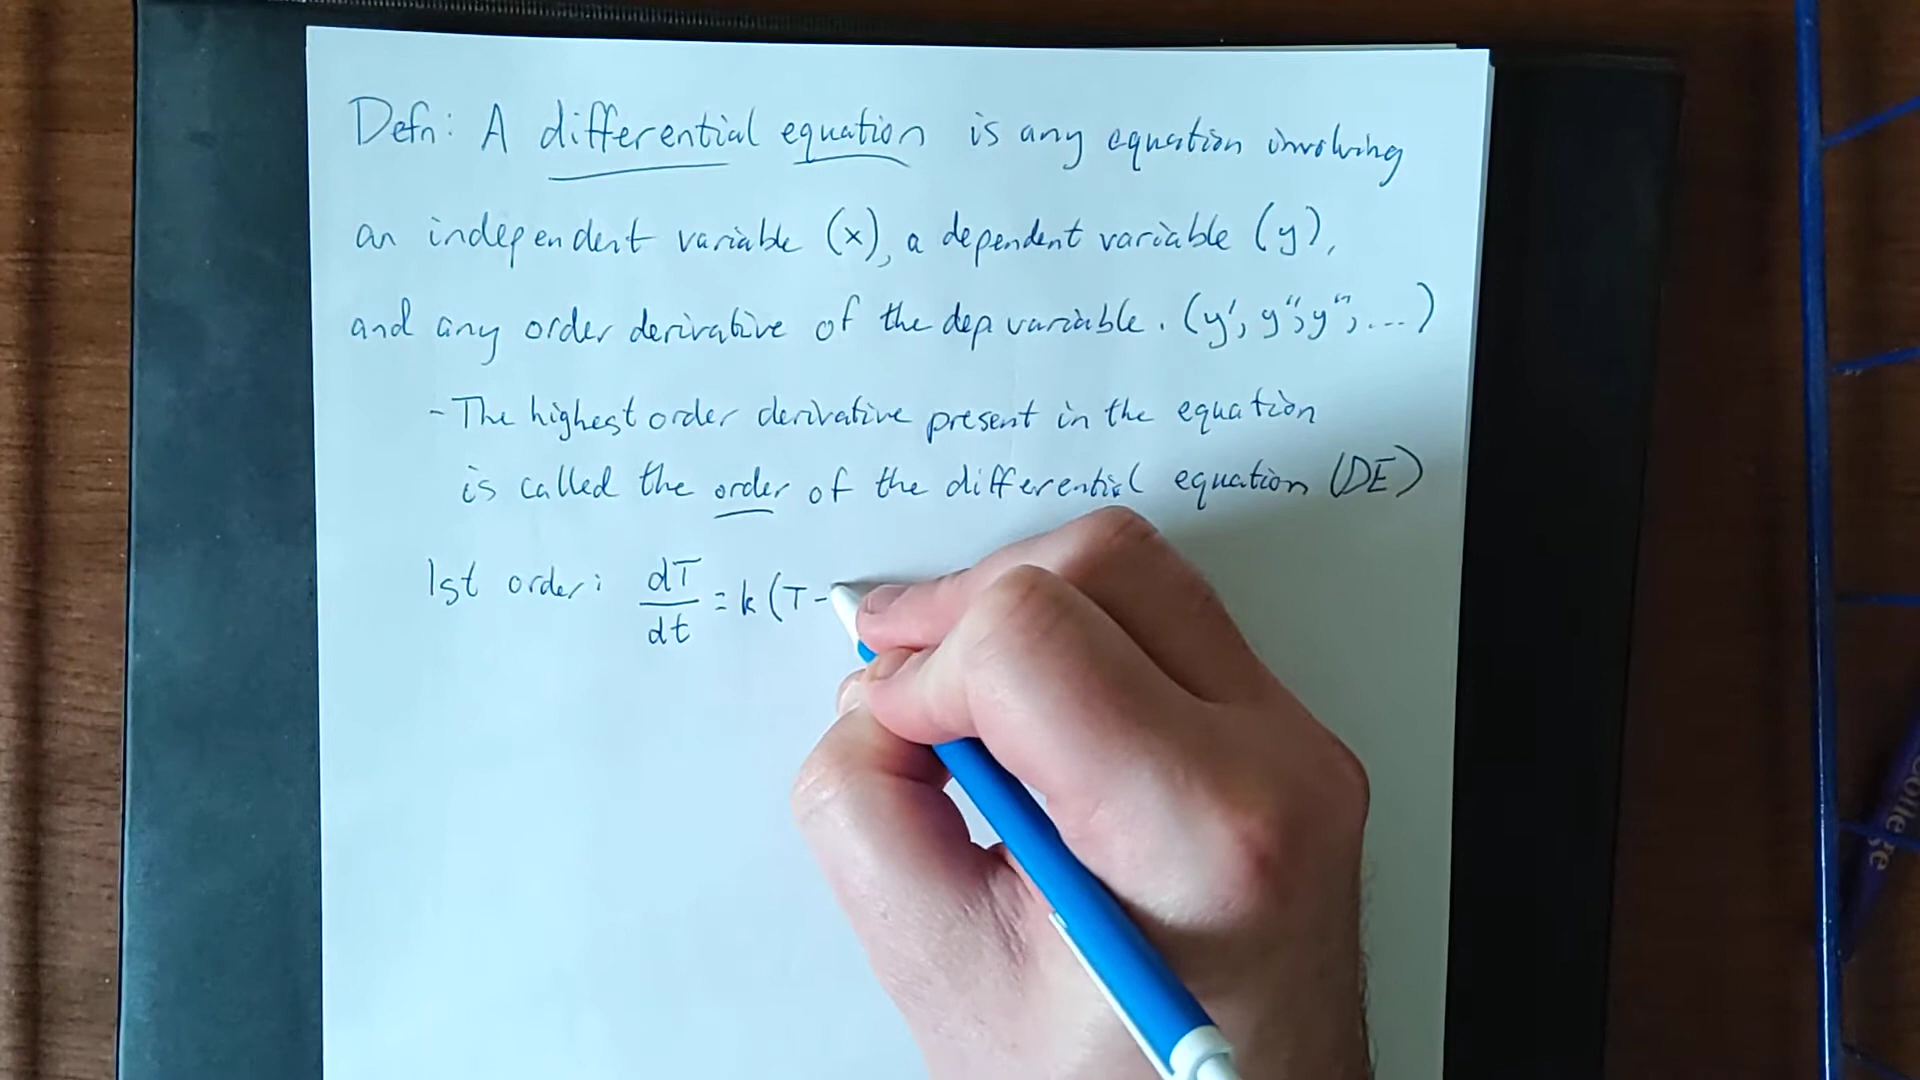 Defn: A differential equation is any equation involving
an independent variable (x), a dependent variable (y),
and any order derivative of the dep variable. (y', y'', y''', ....)
- The highest order derivative present in the equation
is called the order of the differential equation (DE)
1st order: dT/dt = k (T -
college